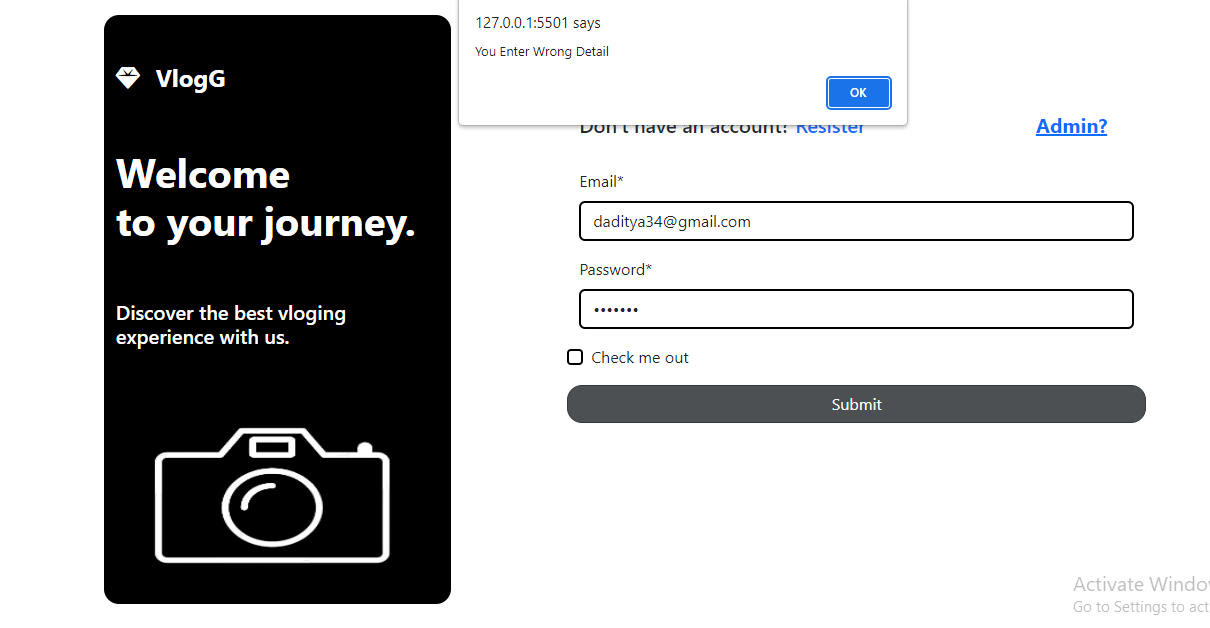 127.0.0.1:5501 says
You Enter Wrong Detail
OK
VlogG
Welcome
to your journey.
Discover the best vloging
experience with us.
Don't have an account? Resister
Admin?
Email*
daditya34@gmail.com
Password*
•••••••
Check me out
Submit
Activate Windo
Go to Settings to act